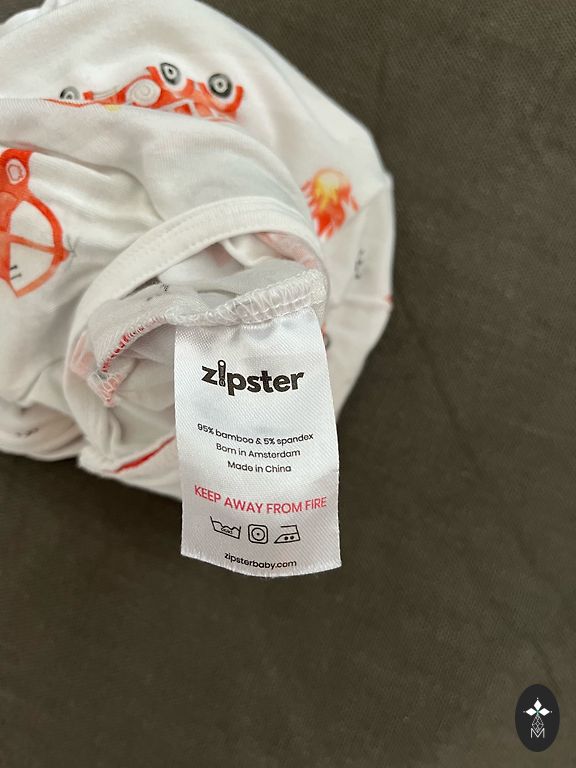 zipster
95% bamboo & 5% spandex
Born in Amsterdam
Made in China
KEEP AWAY FROM FIRE
zipsterbaby.com
M